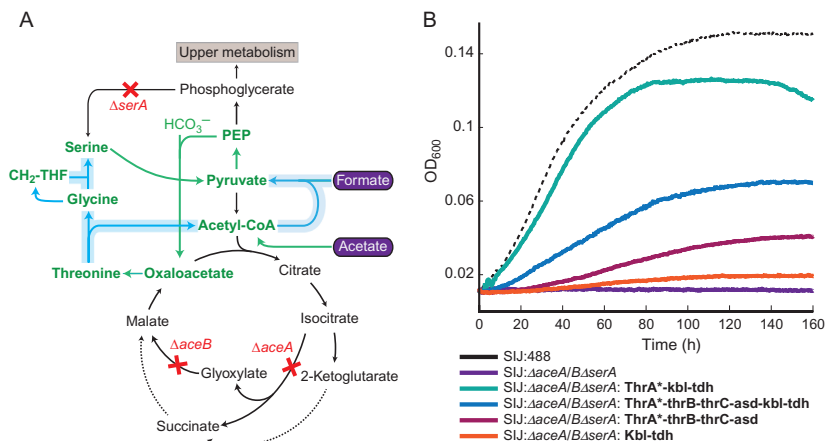 A
Upper metabolism
Phosphoglycerate
ΔserA
HCO₃⁻
PEP
Serine
CH₂-THF
Pyruvate
Formate
Glycine
Acetyl-CoA
Acetate
Threonine
Oxaloacetate
Citrate
Malate
Isocitrate
ΔaceB
ΔaceA
Glyoxylate
2-Ketoglutarate
Succinate
B
OD₆₀₀
0.14
0.1
0.06
0.02
0 20 40 60 80 100 120 140 160
Time (h)
SIJ:488
SIJ:ΔaceA/BΔserA
SIJ:ΔaceA/BΔserA: ThrA*-kbl-tdh
SIJ:ΔaceA/BΔserA: ThrA*-thrB-thrC-asd-kbl-tdh
SIJ:ΔaceA/BΔserA: ThrA*-thrB-thrC-asd
SIJ:ΔaceA/BΔserA: Kbl-tdh